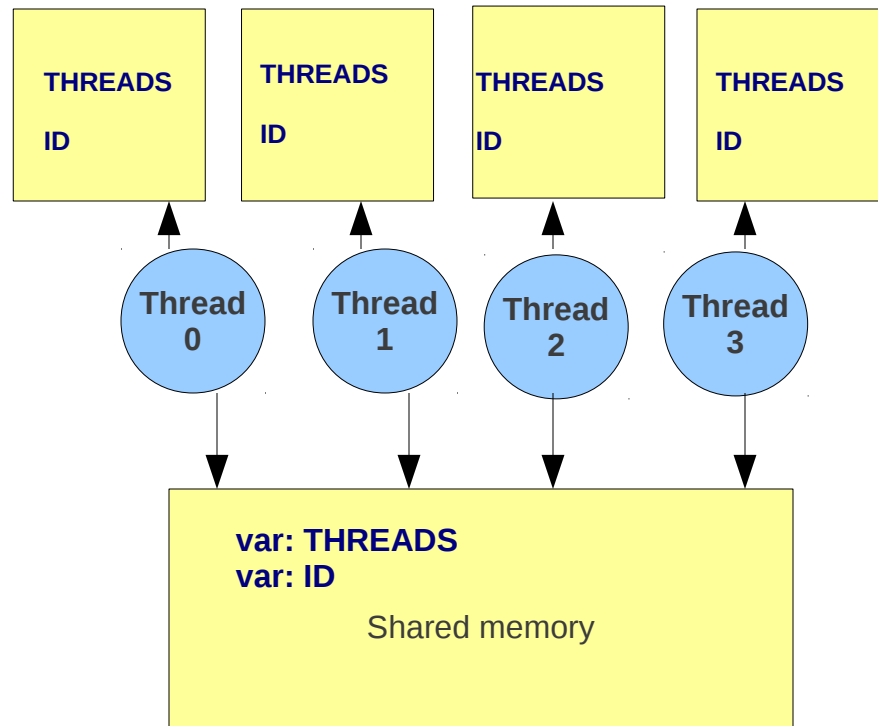 THREADS
ID
THREADS
ID
THREADS
ID
THREADS
ID
Thread
0
Thread
1
Thread
2
Thread
3
var: THREADS
var: ID
Shared memory